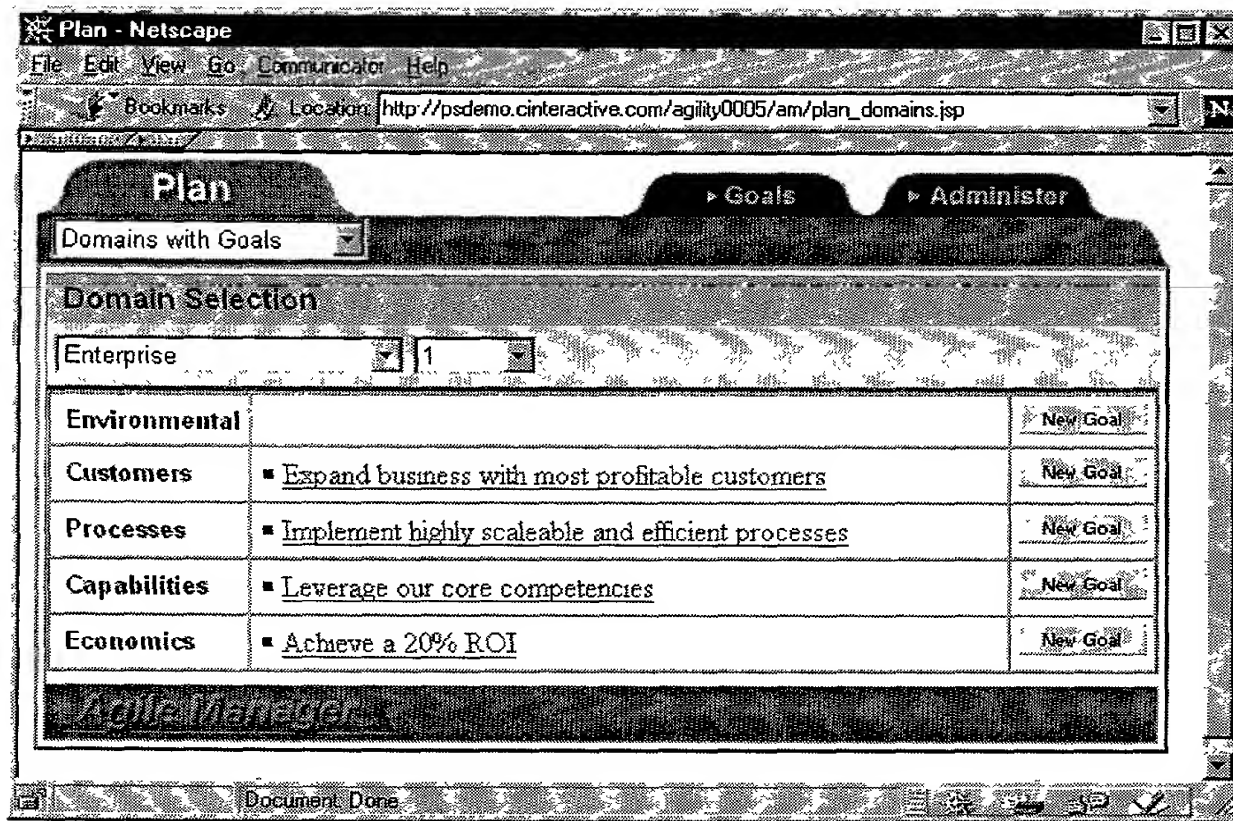 Plan - Netscape
File Edit View Go Communicator Help
Bookmarks Location: http://psdemo.cinteractive.com/agility0005/am/plan_domains.jsp N
Plan Goals Administer
Domains with Goals
Domain Selection
Enterprise 1
Environmental New Goal
Customers ▪ Expand business with most profitable customers New Goal
Processes ▪ Implement highly scaleable and efficient processes New Goal
Capabilities ▪ Leverage our core competencies New Goal
Economics ▪ Achieve a 20% ROI New Goal
Agile Manager
Document: Done